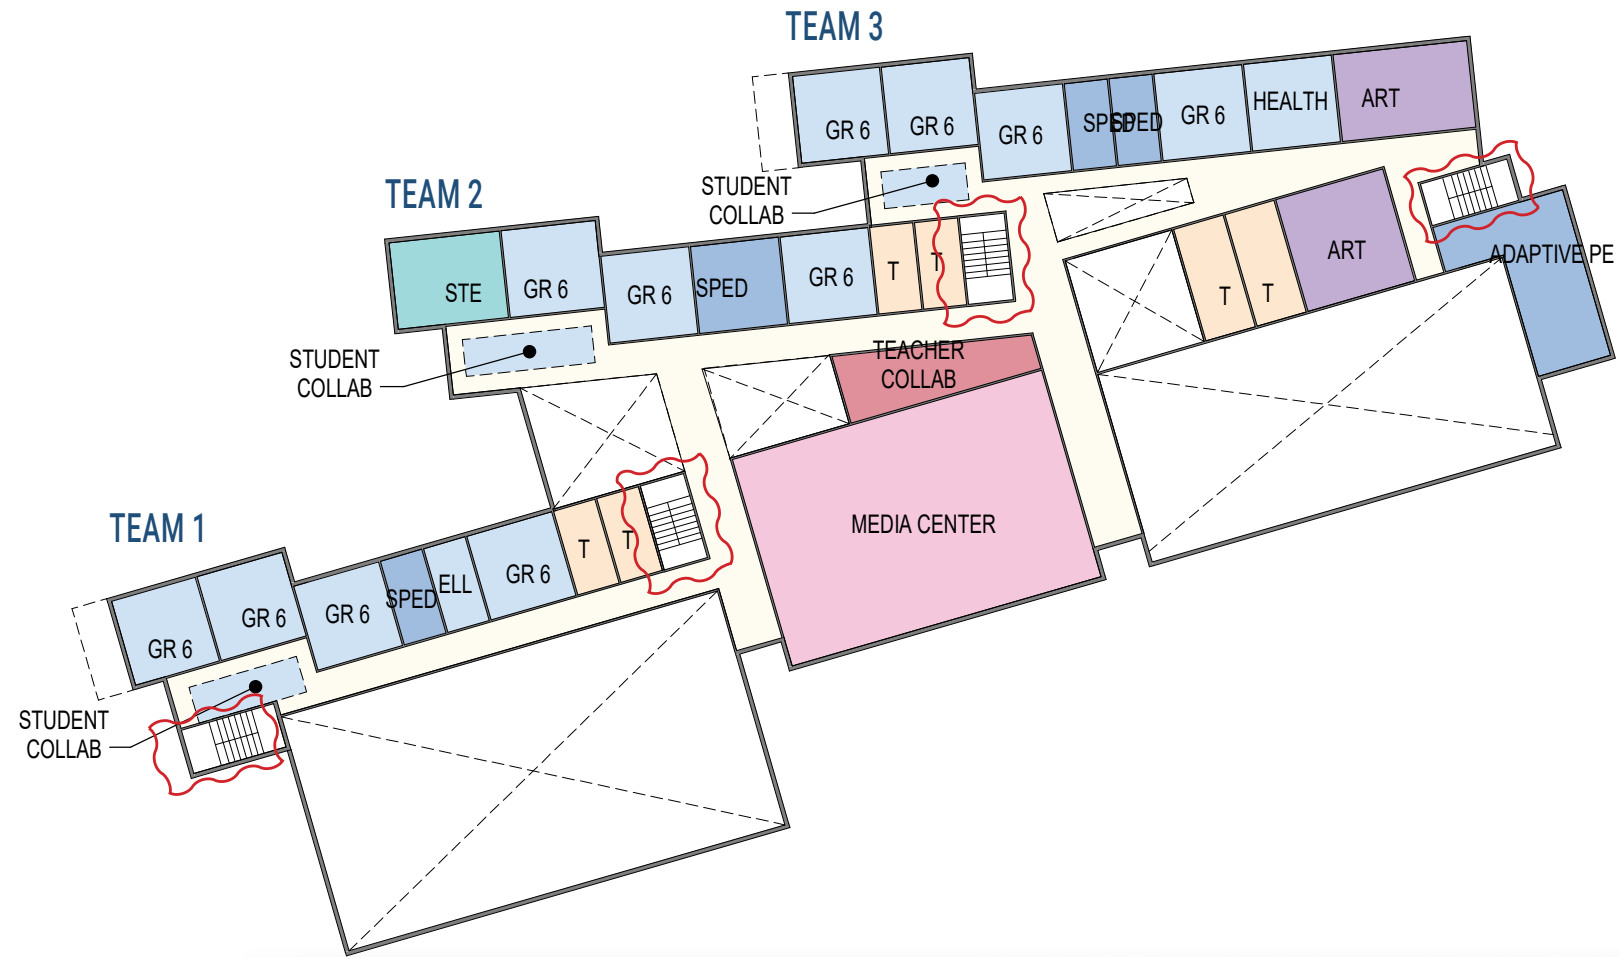 TEAM 3
GR 6
GR 6
GR 6
SPED
SPED
GR 6
HEALTH
ART
STUDENT
COLLAB
TEAM 2
STE
GR 6
GR 6
SPED
GR 6
T
T
T
T
ART
ADAPTIVE PE
STUDENT
COLLAB
TEACHER
COLLAB
MEDIA CENTER
TEAM 1
GR 6
GR 6
GR 6
SPED
ELL
GR 6
T
T
STUDENT
COLLAB